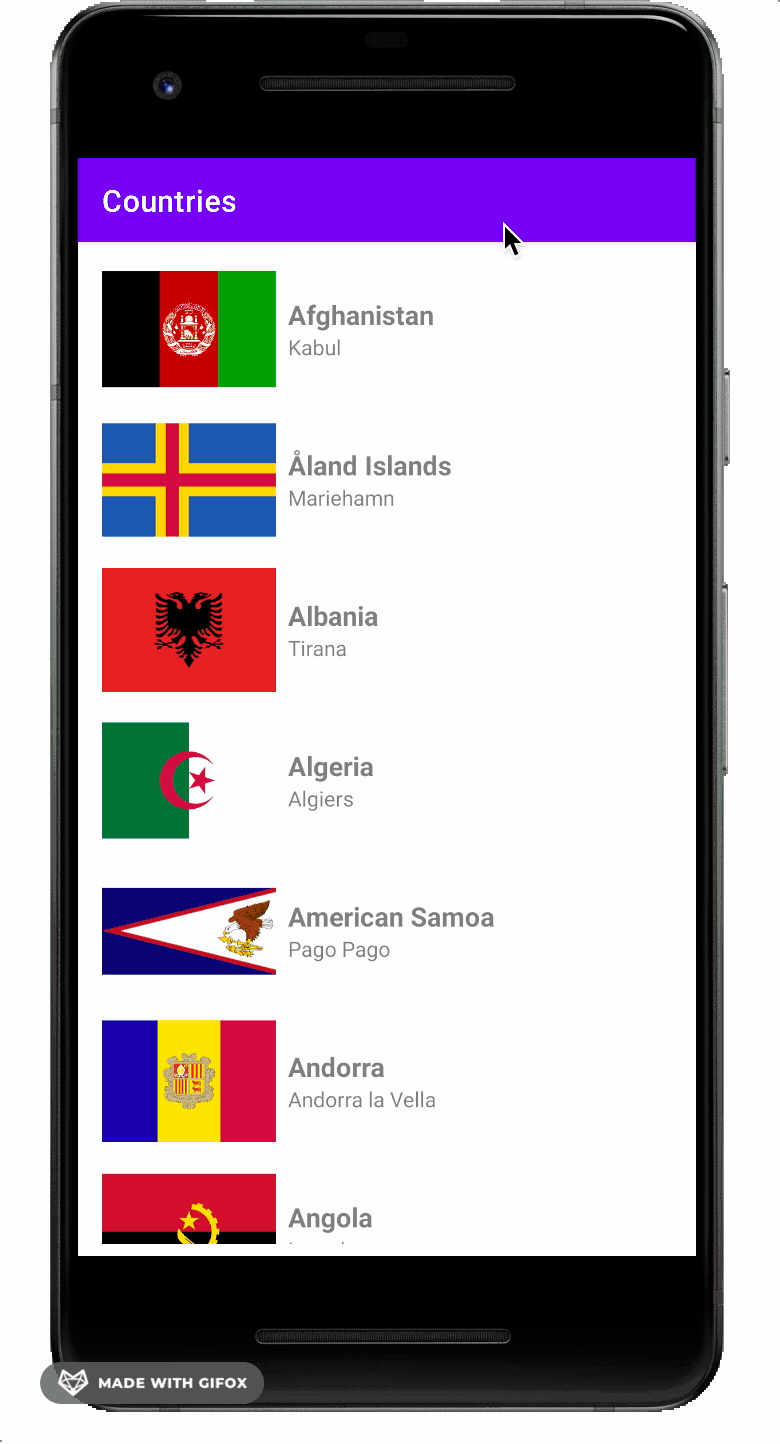 Countries
Afghanistan
Kabul
Åland Islands
Mariehamn
Albania
Tirana
Algeria
Algiers
American Samoa
Pago Pago
Andorra
Andorra la Vella
Angola
MADE WITH GIFOX